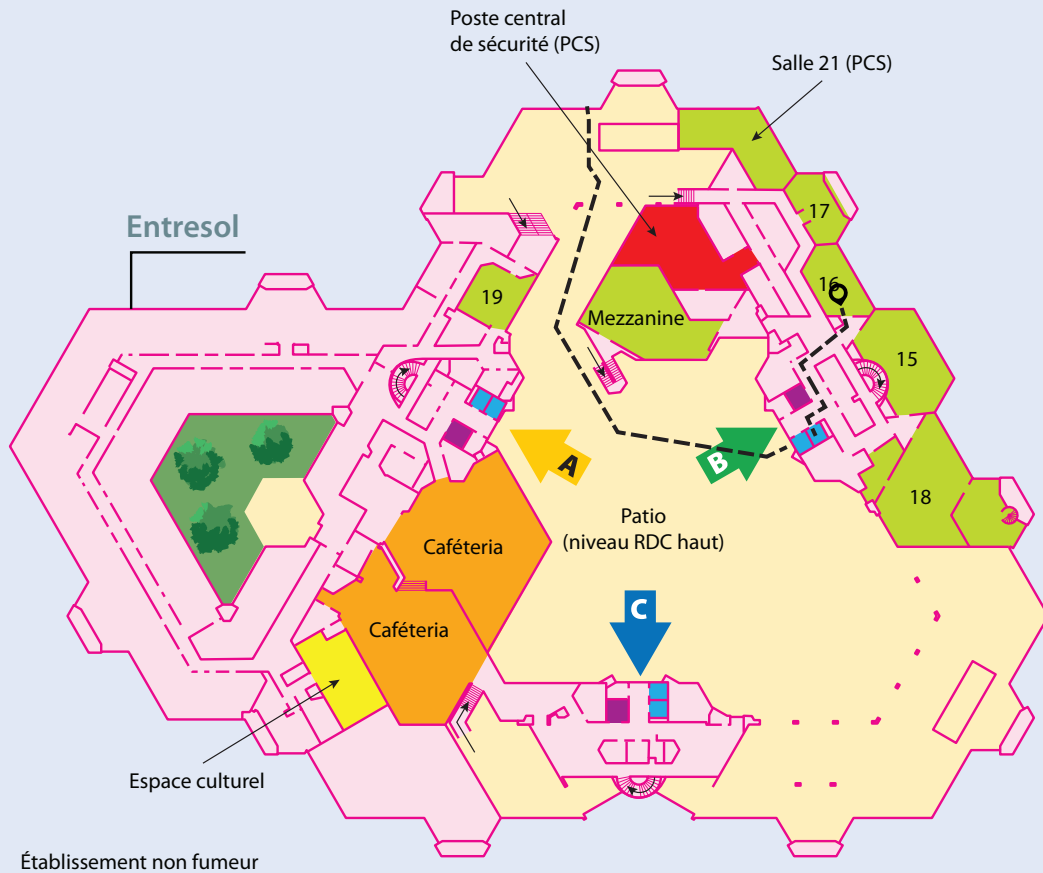 Poste central
de sécurité (PCS)
Salle 21 (PCS)
17
Entresol
16
19
Mezzanine
15
A
B
18
Patio
(niveau RDC haut)
Caféteria
C
Caféteria
Espace culturel
Établissement non fumeur